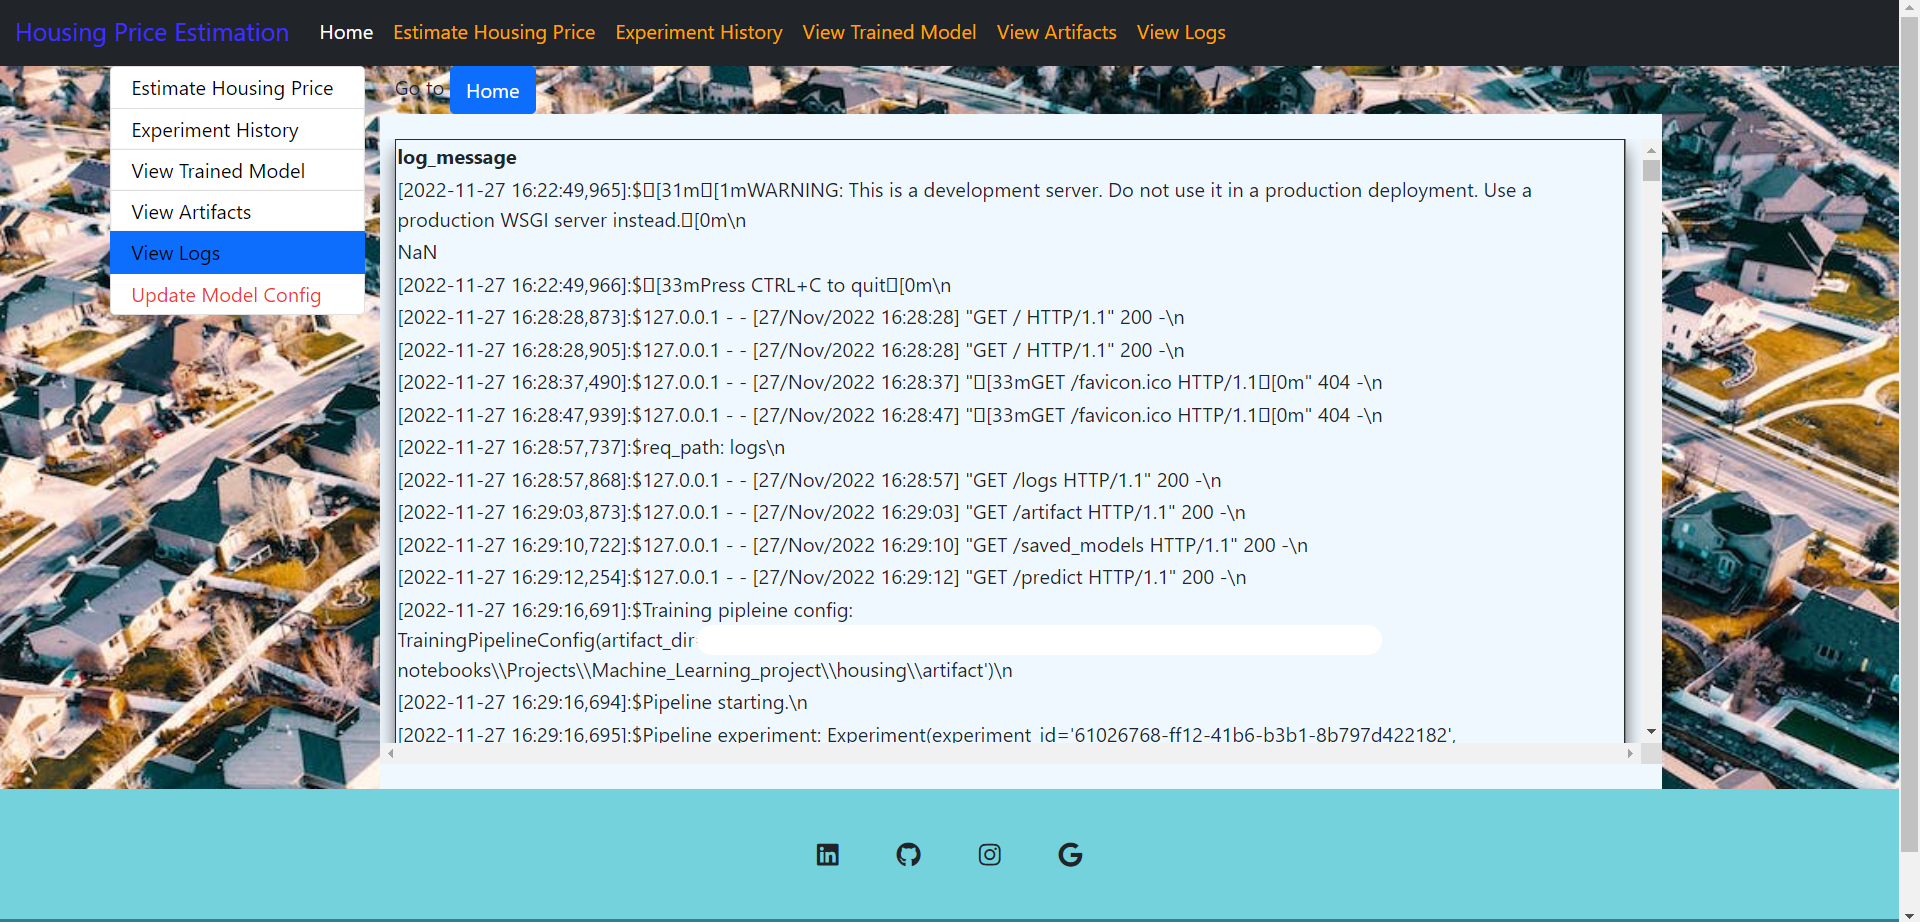 Housing Price Estimation Home Estimate Housing Price Experiment History View Trained Model View Artifacts View Logs
Estimate Housing Price
Experiment History
View Trained Model
View Artifacts
View Logs
Update Model Config
Go to Home
log_message
[2022-11-27 16:22:49,965]:$▯[31m▯[1mWARNING: This is a development server. Do not use it in a production deployment. Use a
production WSGI server instead.▯[0m\n
NaN
[2022-11-27 16:22:49,966]:$▯[33mPress CTRL+C to quit▯[0m\n
[2022-11-27 16:28:28,873]:$127.0.0.1 - - [27/Nov/2022 16:28:28] "GET / HTTP/1.1" 200 -\n
[2022-11-27 16:28:28,905]:$127.0.0.1 - - [27/Nov/2022 16:28:28] "GET / HTTP/1.1" 200 -\n
[2022-11-27 16:28:37,490]:$127.0.0.1 - - [27/Nov/2022 16:28:37] "▯[33mGET /favicon.ico HTTP/1.1▯[0m" 404 -\n
[2022-11-27 16:28:47,939]:$127.0.0.1 - - [27/Nov/2022 16:28:47] "▯[33mGET /favicon.ico HTTP/1.1▯[0m" 404 -\n
[2022-11-27 16:28:57,737]:$req_path: logs\n
[2022-11-27 16:28:57,868]:$127.0.0.1 - - [27/Nov/2022 16:28:57] "GET /logs HTTP/1.1" 200 -\n
[2022-11-27 16:29:03,873]:$127.0.0.1 - - [27/Nov/2022 16:29:03] "GET /artifact HTTP/1.1" 200 -\n
[2022-11-27 16:29:10,722]:$127.0.0.1 - - [27/Nov/2022 16:29:10] "GET /saved_models HTTP/1.1" 200 -\n
[2022-11-27 16:29:12,254]:$127.0.0.1 - - [27/Nov/2022 16:29:12] "GET /predict HTTP/1.1" 200 -\n
[2022-11-27 16:29:16,691]:$Training pipleine config:
TrainingPipelineConfig(artifact_dir
notebooks\\Projects\\Machine_Learning_project\\housing\\artifact')\n
[2022-11-27 16:29:16,694]:$Pipeline starting.\n
[2022-11-27 16:29:16,695]:$Pipeline experiment: Experiment(experiment_id='61026768-ff12-41b6-b3b1-8b797d422182',